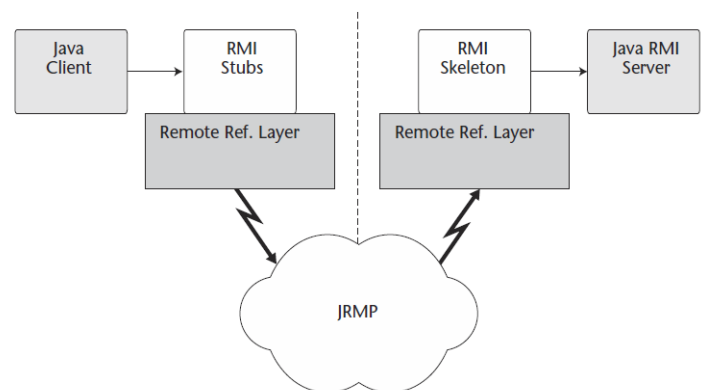 Java
Client
RMI
Stubs
RMI
Skeleton
Java RMI
Server
Remote Ref. Layer
Remote Ref. Layer
JRMP